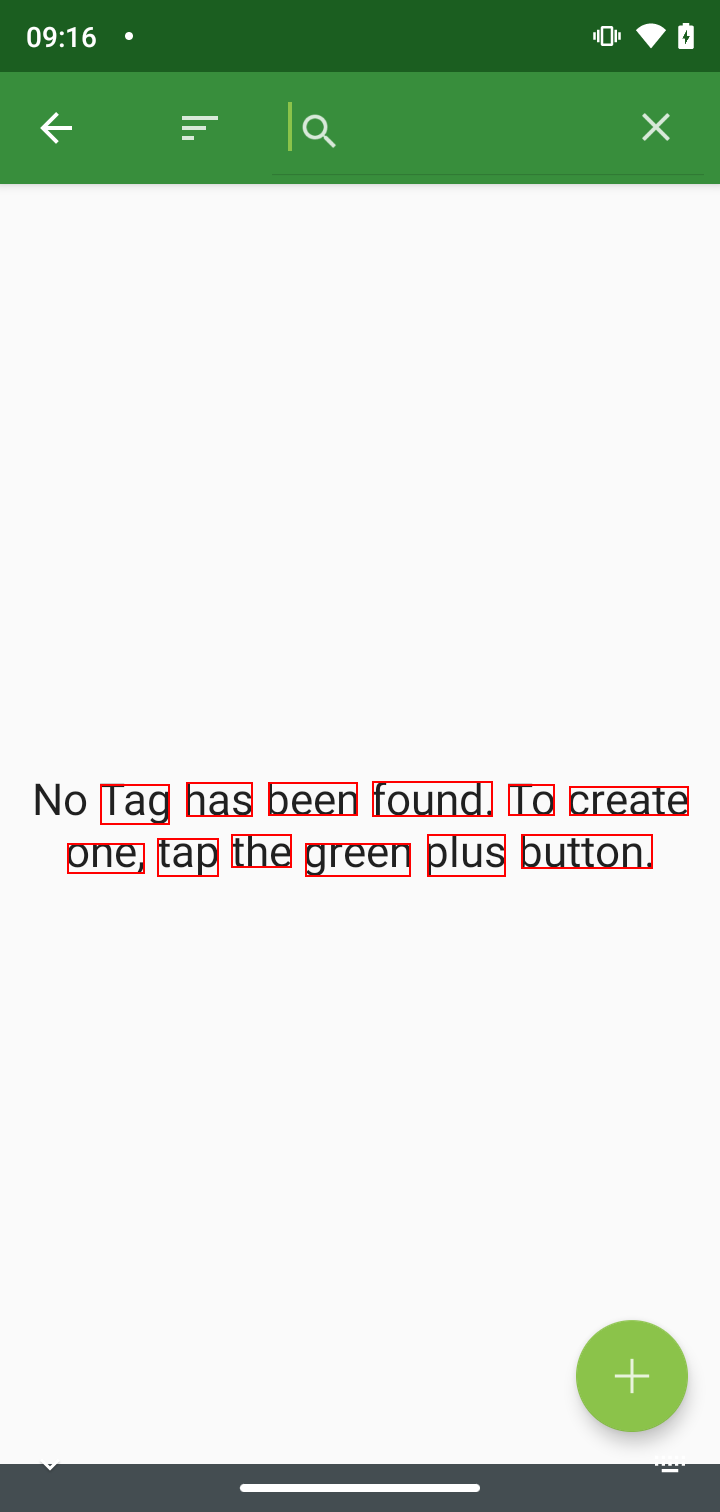 09:16
No Tag has been found. To create
one, tap the green plus button.